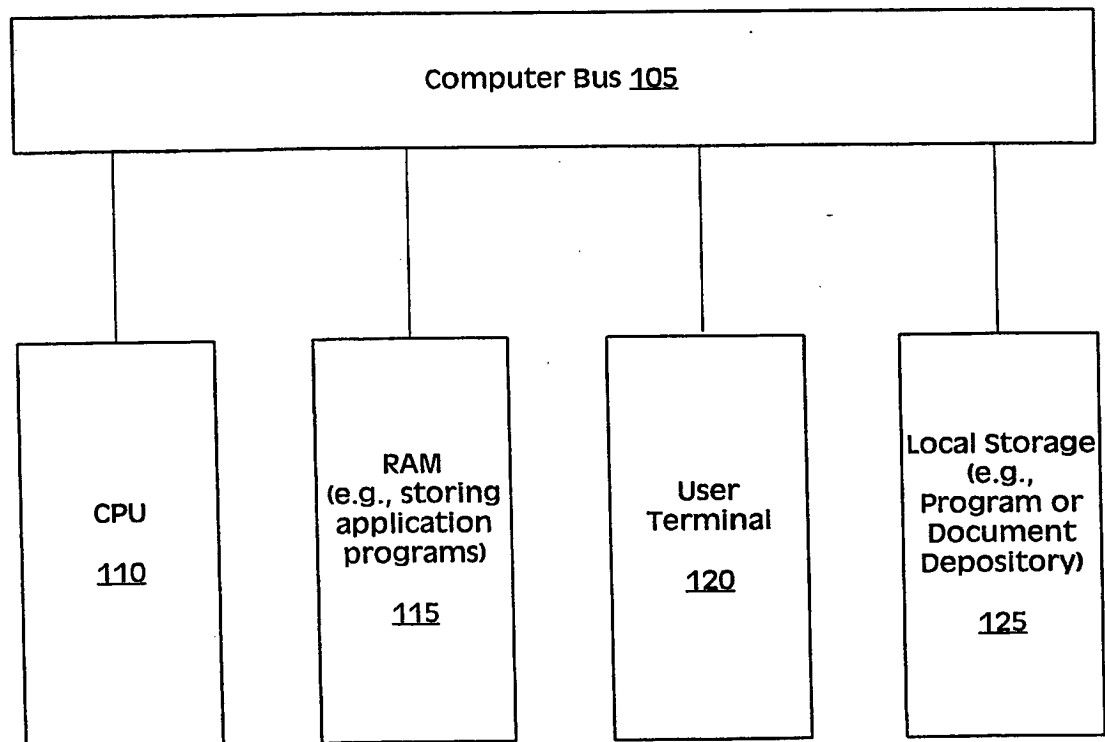 Computer Bus 105
CPU
110
RAM
(e.g., storing
application
programs)
115
User
Terminal
120
Local Storage
(e.g.,
Program or
Document
Depository)
125